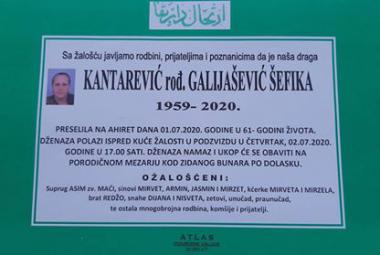 Sa žalošću javljamo rodbini, prijateljima i poznanicima da je naša draga
KANTAREVIĆ rođ. GALIJAŠEVIĆ ŠEFIKA
1959- 2020.
PRESELILA NA AHIRET DANA 01.07.2020. GODINE U 61- GODINI ŽIVOTA.
DŽENAZA POLAZI ISPRED KUĆE ŽALOSTI U PODZVIZDU U ČETVRTAK, 02.07.2020.
GODINE U 17.00 SATI. DŽENAZA NAMAZ I UKOP ĆE SE OBAVITI NA
PORODIČNOM MEZARJU KOD ZIDANOG BUNARA PO DOLASKU.
OŽALOŠĆENI:
Suprug ASIM zv. MAĆI, sinovi MIRVET, ARMIN, JASMIN I MIRZET, kćerke MIRVETA I MIRZELA,
brat REDŽO, snahe DIJANA I NISVETA, zetovi, unučad, praunučad,
te ostala mnogobrojna rodbina, komšije i prijatelji.
ATLAS